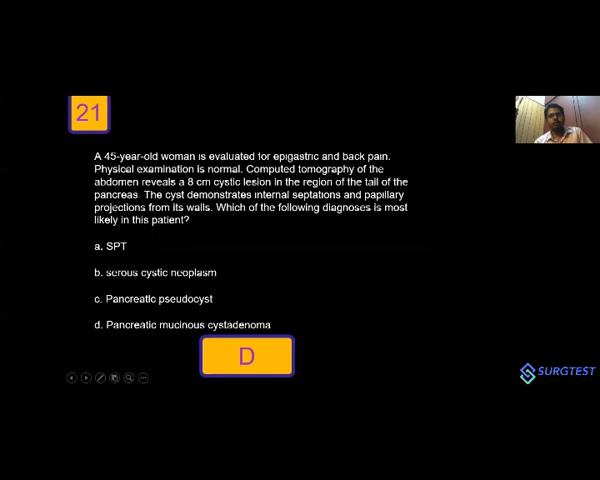 21
A 45-year-old woman is evaluated for epigastric and back pain.
Physical examination is normal. Computed tomography of the
abdomen reveals a 8 cm cystic lesion in the region of the tail of the
pancreas. The cyst demonstrates internal septations and papillary
projections from its walls. Which of the following diagnoses is most
likely in this patient?
a. SPT
b. serous cystic neoplasm
c. Pancreatic pseudocyst
d. Pancreatic mucinous cystadenoma
D
SURGTEST